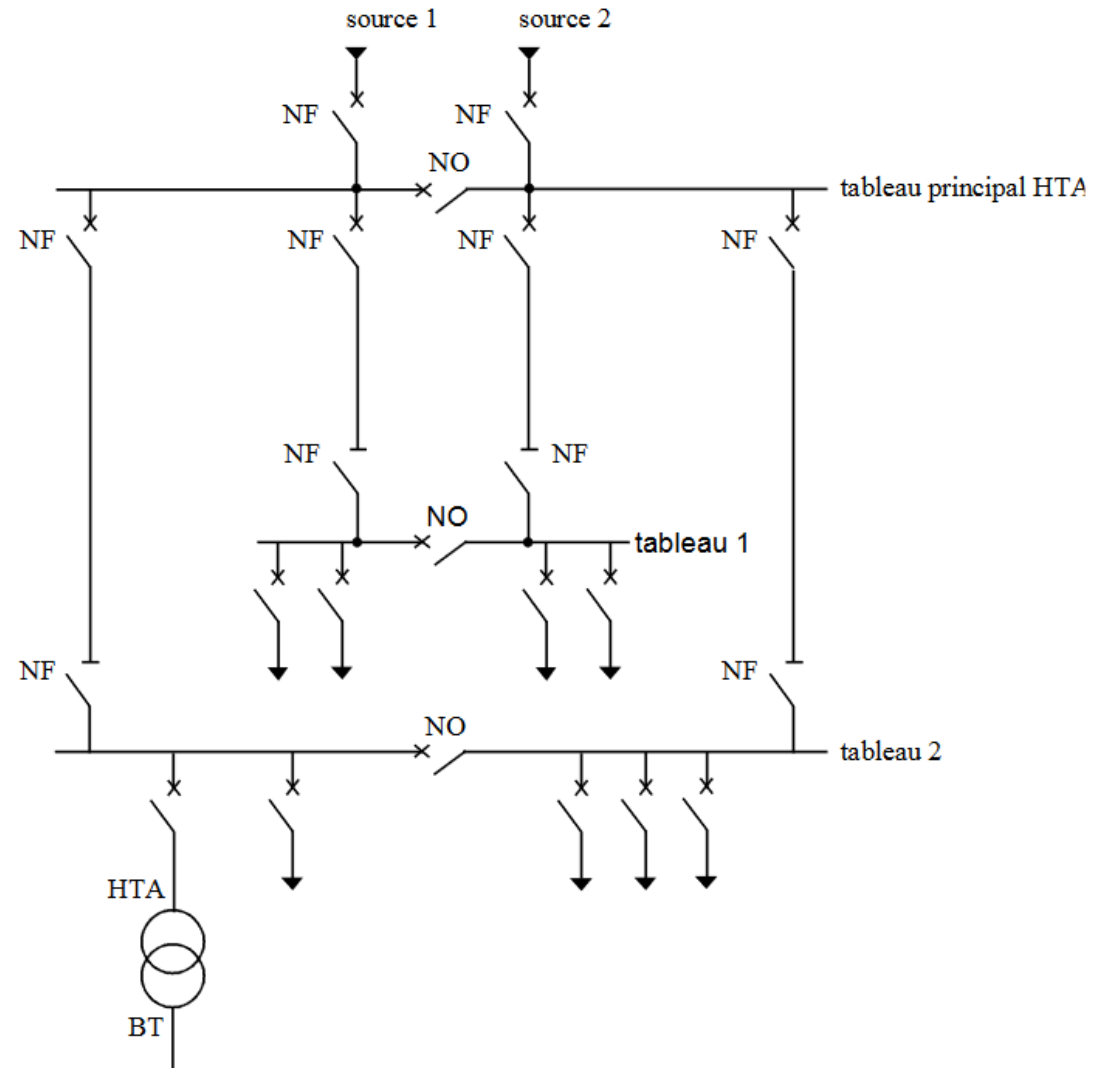 source 1 source 2
NF NF
NO
tableau principal HTA
NF NF NF NF
NF NF
NO
tableau 1
NF NF
NO
tableau 2
HTA
BT